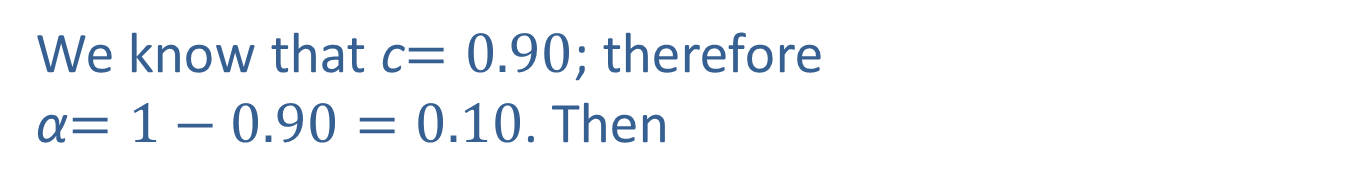 We know that c= 0.90; therefore
α= 1 − 0.90 = 0.10. Then